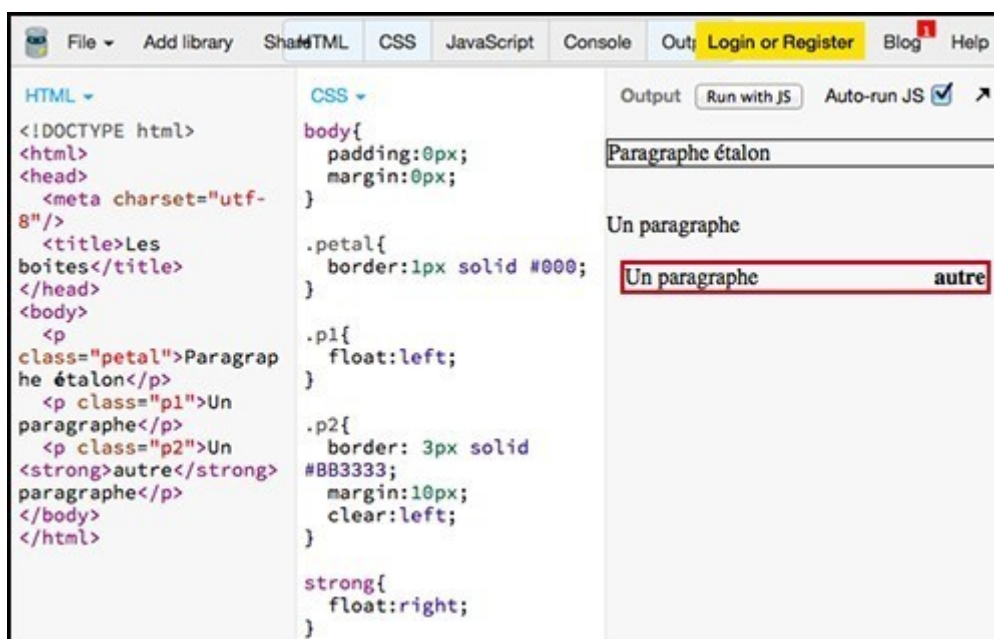 File Add library Share HTML CSS JavaScript Console Login or Register Blog 1 Help
HTML
<!DOCTYPE html>
<html>
<head>
<meta charset="utf-
8"/>
<title>Les
boites</title>
</head>
<body>
<p
class="petal">Paragrap
he étalon</p>
<p class="p1">Un
paragraphe</p>
<p class="p2">Un
<strong>autre</strong>
paragraphe</p>
</body>
</html>
CSS
body{
padding:0px;
margin:0px;
}
.petal{
border:1px solid #000;
}
.p1{
float:left;
}
.p2{
border: 3px solid
#BB3333;
margin:10px;
clear:left;
}
strong{
float:right;
}
Output Run with JS Auto-run JS
Paragraphe étalon
Un paragraphe
Un paragraphe autre